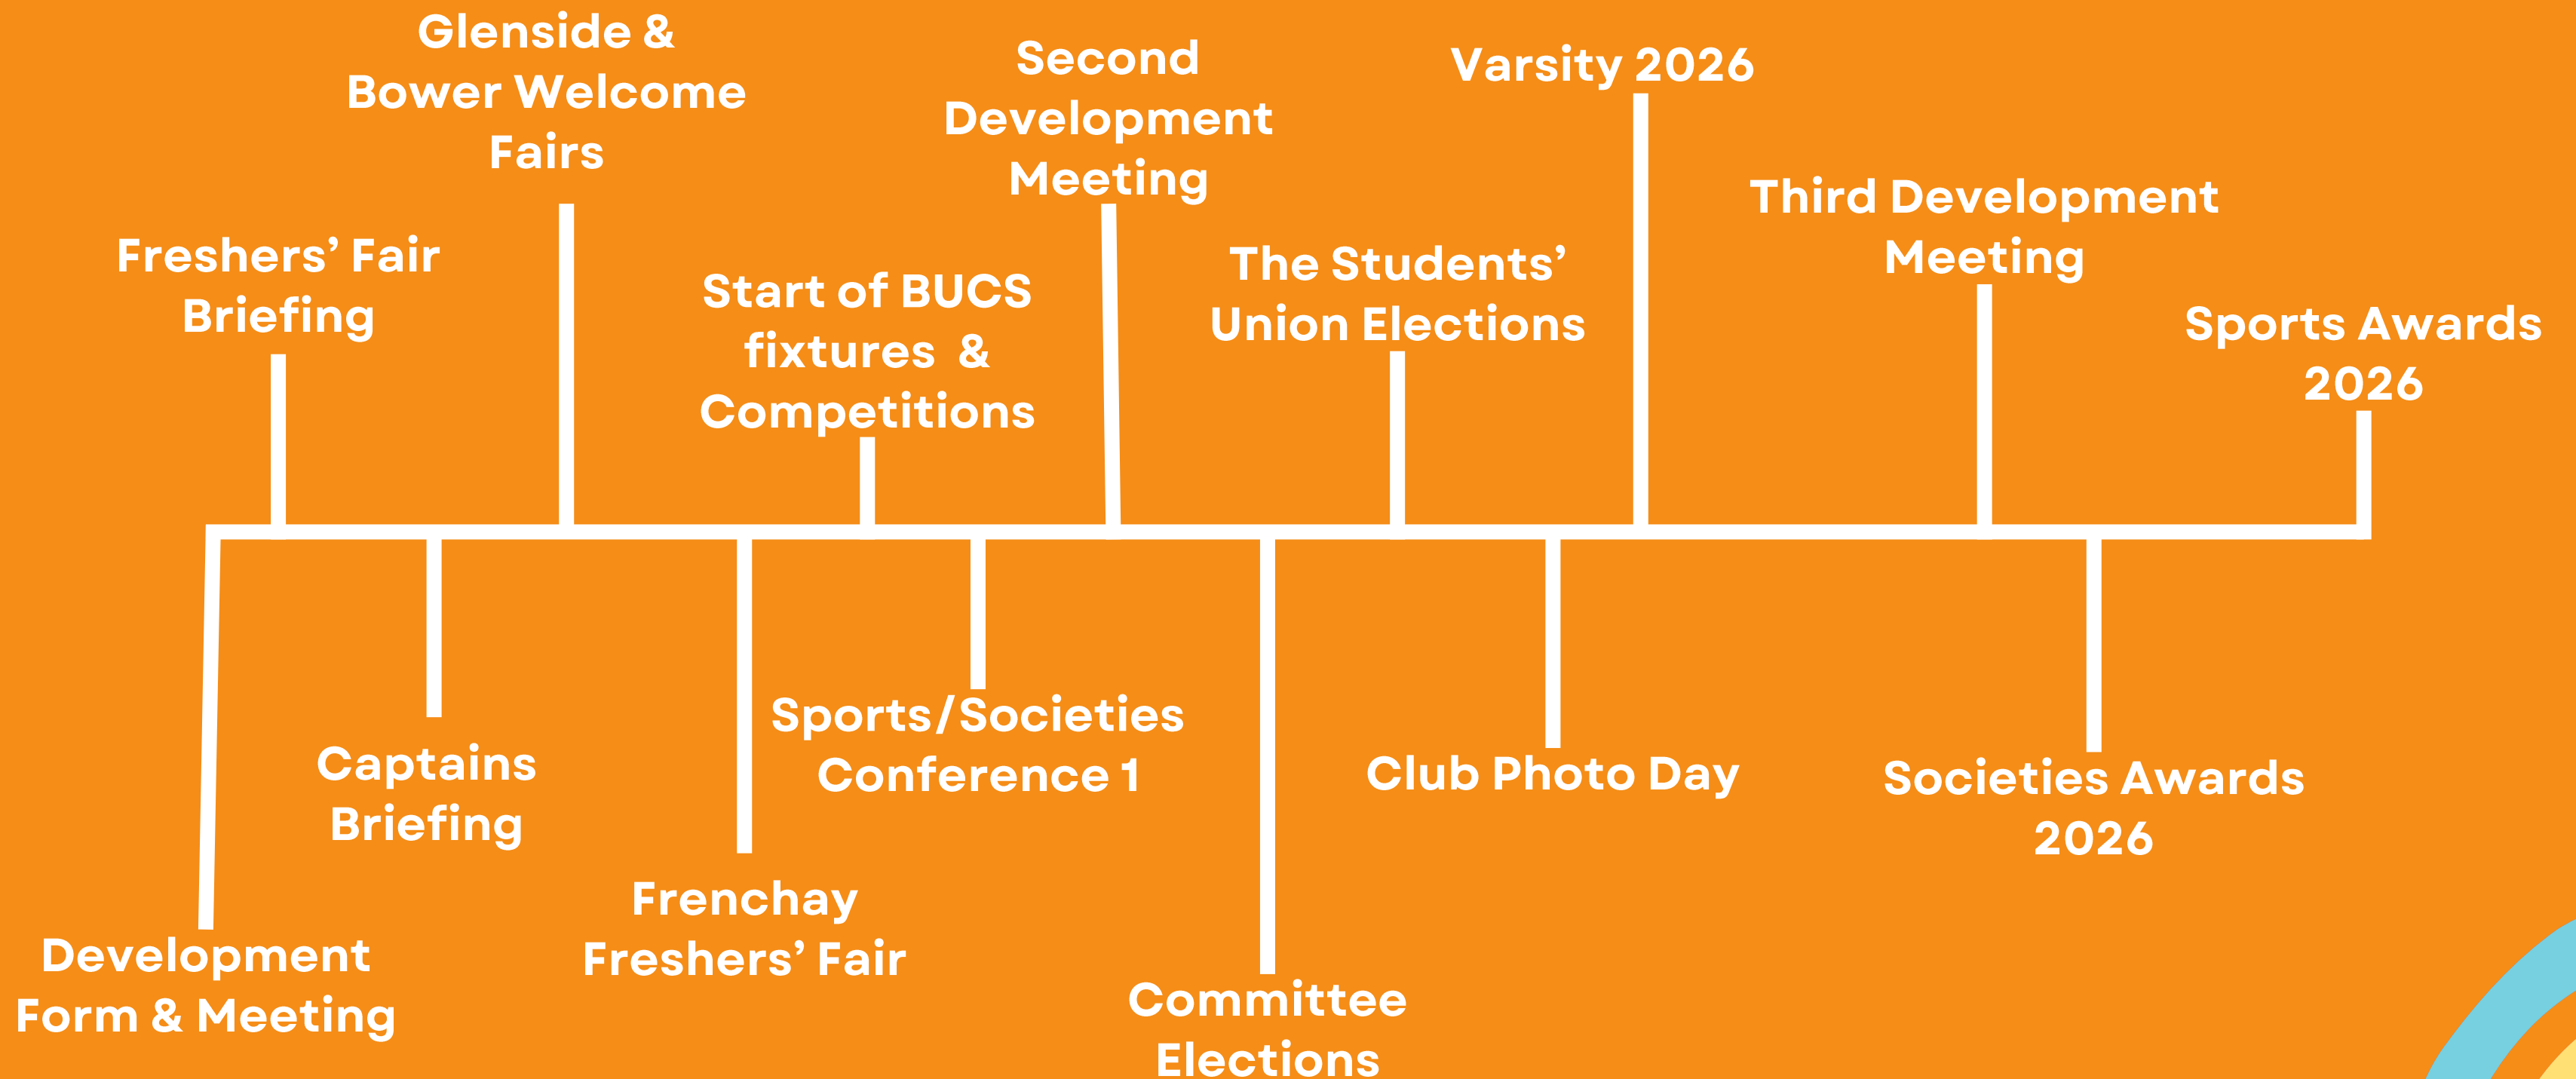 Glenside &
Bower Welcome
Fairs
Second
Development
Meeting
Varsity 2026
Third Development
Meeting
Freshers’ Fair
Briefing
Start of BUCS
fixtures &
Competitions
The Students’
Union Elections
Sports Awards
2026
Development
Form & Meeting
Captains
Briefing
Frenchay
Freshers’ Fair
Sports/Societies
Conference 1
Committee
Elections
Club Photo Day
Societies Awards
2026